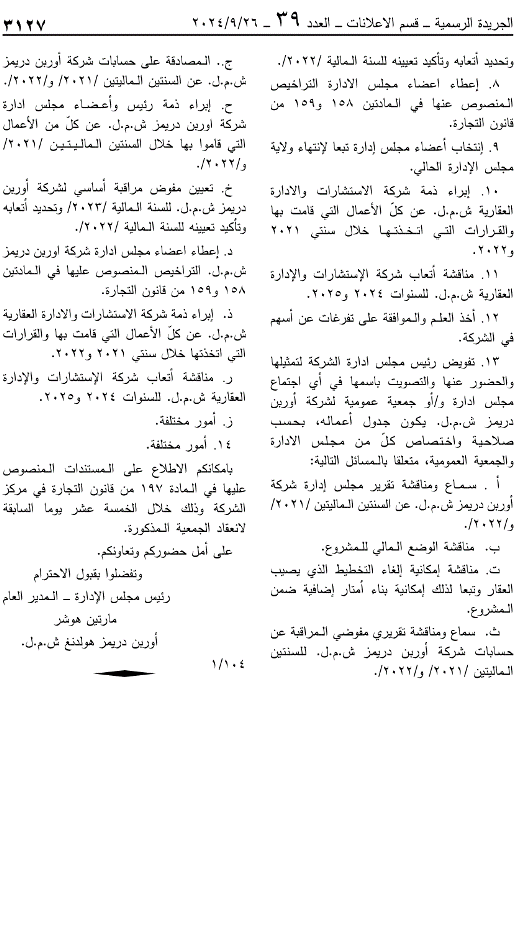 الجريدة الرسمية ــ قسم الاعلانات ــ العدد ٣٩ ــ ٢٠٢٤/٩/٢٦
٣١٢٧
وتحديد أتعابه وتأكيد تعيينه للسنة المالية /٢٠٢٢/.
٨. إعطاء اعضاء مجلس الادارة التراخيص
المنصوص عنها في المادتين ١٥٨ و١٥٩ من
قانون التجارة.
٩. إنتخاب أعضاء مجلس إدارة تبعا لإنتهاء ولاية
مجلس الإدارة الحالي.
١٠. إبراء ذمة شركة الاستشارات والادارة
العقارية ش.م.ل. عن كلّ الأعمال التي قامت بها
والقرارات التي اتخذتها خلال سنتي ٢٠٢١
و٢٠٢٢.
١١. مناقشة أتعاب شركة الإستشارات والإدارة
العقارية ش.م.ل. للسنوات ٢٠٢٤ و٢٠٢٥.
١٢. أخذ العلم والموافقة على تفرغات عن أسهم
في الشركة.
١٣. تفويض رئيس مجلس ادارة الشركة لتمثيلها
والحضور عنها والتصويت باسمها في أي اجتماع
مجلس ادارة و/أو جمعية عمومية لشركة أوربن
دريمز ش.م.ل. يكون جدول أعماله، بحسب
صلاحية واختصاص كلّ من مجلس الادارة
والجمعية العمومية، متعلقا بالمسائل التالية:
أ . سماع ومناقشة تقرير مجلس إدارة شركة
أوربن دريمز ش.م.ل. عن السنتين الماليتين /٢٠٢١/
و/٢٠٢٢/.
ب. مناقشة الوضع المالي للمشروع.
ت. مناقشة إمكانية إلغاء التخطيط الذي يصيب
العقار وتبعا لذلك إمكانية بناء أمتار إضافية ضمن
المشروع.
ث. سماع ومناقشة تقريري مفوضي المراقبة عن
حسابات شركة أوربن دريمز ش.م.ل. للسنتين
الماليتين /٢٠٢١/ و/٢٠٢٢/.
ج.. المصادقة على حسابات شركة أوربن دريمز
ش.م.ل. عن السنتين الماليتين /٢٠٢١/ و/٢٠٢٢/.
ح. إبراء ذمة رئيس وأعضاء مجلس ادارة
شركة اوربن دريمز ش.م.ل. عن كلّ من الأعمال
التي قاموا بها خلال السنتين الماليتين /٢٠٢١/
و/٢٠٢٢/.
خ. تعيين مفوض مراقبة أساسي لشركة أوربن
دريمز ش.م.ل. للسنة المالية /٢٠٢٣/ وتحديد أتعابه
وتأكيد تعيينه للسنة المالية /٢٠٢٢/.
د. إعطاء اعضاء مجلس ادارة شركة اوربن دريمز
ش.م.ل. التراخيص المنصوص عليها في المادتين
١٥٨ و١٥٩ من قانون التجارة.
ذ. إبراء ذمة شركة الاستشارات والادارة العقارية
ش.م.ل. عن كلّ الأعمال التي قامت بها والقرارات
التي اتخذتها خلال سنتي ٢٠٢١ و٢٠٢٢.
ر. مناقشة أتعاب شركة الإستشارات والإدارة
العقارية ش.م.ل. للسنوات ٢٠٢٤ و٢٠٢٥.
ز. أمور مختلفة.
١٤. أمور مختلفة.
بامكانكم الاطلاع على المستندات المنصوص
عليها في المادة ١٩٧ من قانون التجارة في مركز
الشركة وذلك خلال الخمسة عشر يوما السابقة
لانعقاد الجمعية المذكورة.
على أمل حضوركم وتعاونكم.
وتفضلوا بقبول الاحترام
رئيس مجلس الإدارة ــ المدير العام
مارتين هوشر
أوربن دريمز هولدنغ ش.م.ل.
١/١٠٤